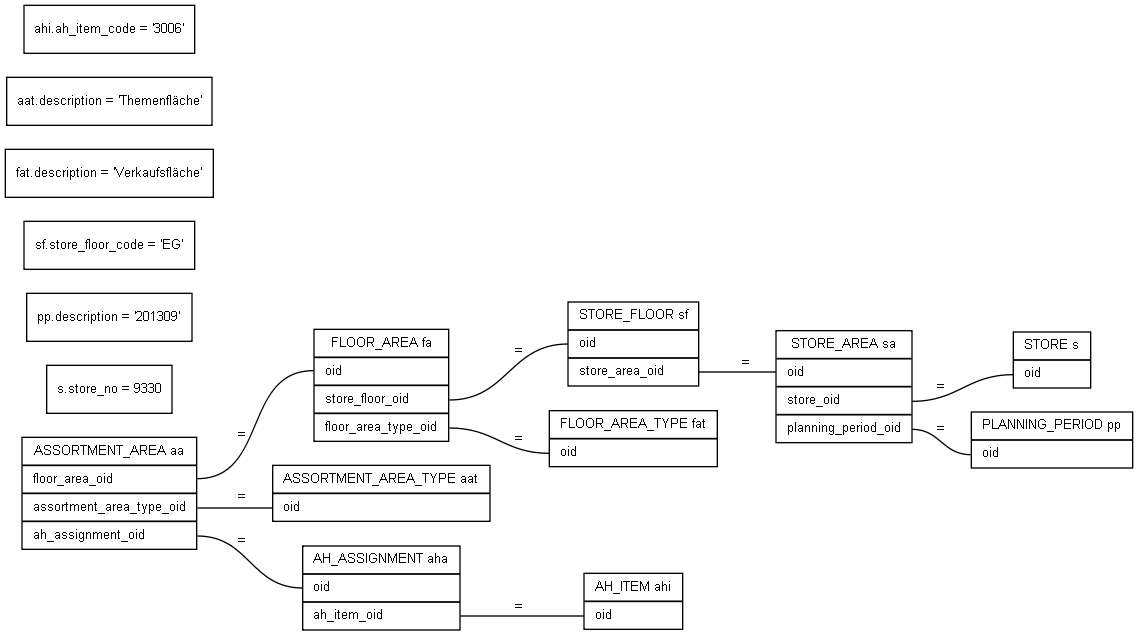 ahi.ah_item_code = '3006'
aat.description = 'Themenfläche'
fat.description = 'Verkaufsfläche'
sf.store_floor_code = 'EG'
pp.description = '201309'
s.store_no = 9330
ASSORTMENT_AREA aa
floor_area_oid
assortment_area_type_oid
ah_assignment_oid
=
=
=
FLOOR_AREA fa
oid
store_floor_oid
floor_area_type_oid
ASSORTMENT_AREA_TYPE aat
oid
AH_ASSIGNMENT aha
oid
ah_item_oid
=
=
=
STORE_FLOOR sf
oid
store_area_oid
FLOOR_AREA_TYPE fat
oid
AH_ITEM ahi
oid
=
STORE_AREA sa
oid
store_oid
planning_period_oid
=
=
STORE s
oid
PLANNING_PERIOD pp
oid